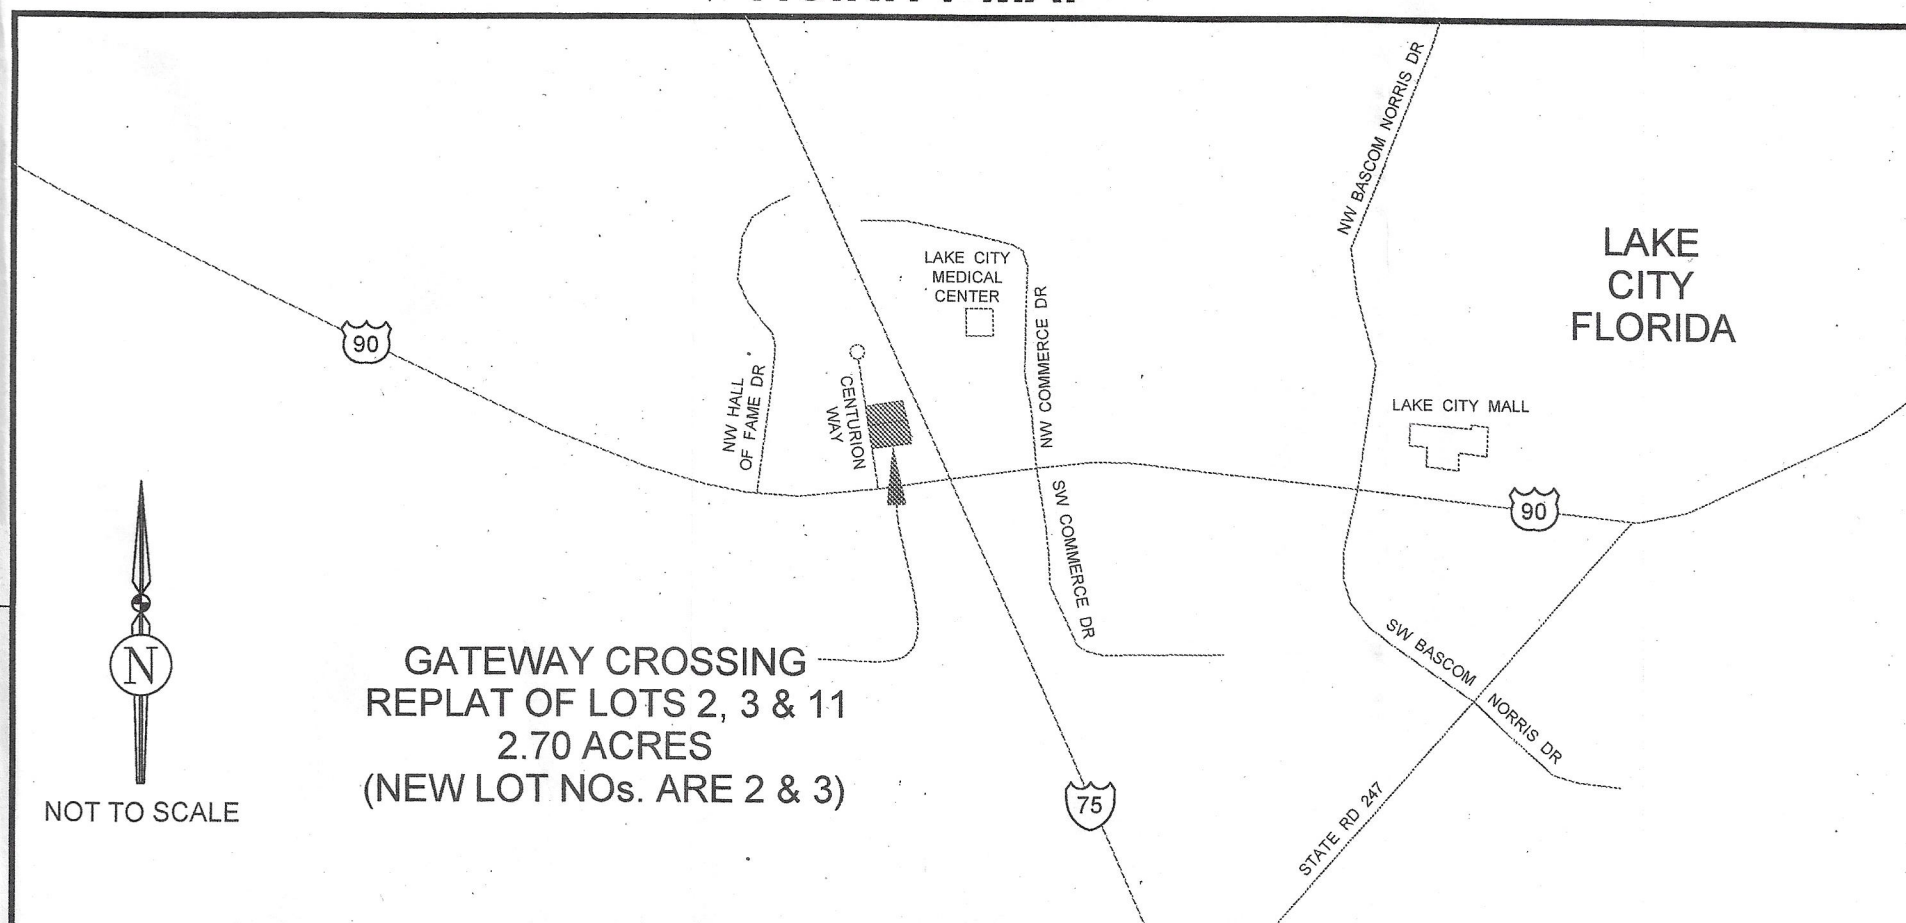 NW BASCOM NORRIS DR
LAKE
CITY
FLORIDA
LAKE CITY
MEDICAL
CENTER
NW COMMERCE DR
90
NW HALL
OF FAME DR
CENTURION
WAY
LAKE CITY MALL
90
SW COMMERCE DR
N
NOT TO SCALE
GATEWAY CROSSING
REPLAT OF LOTS 2, 3 & 11
2.70 ACRES
(NEW LOT NOs. ARE 2 & 3)
SW BASCOM NORRIS DR
75
STATE RD 247